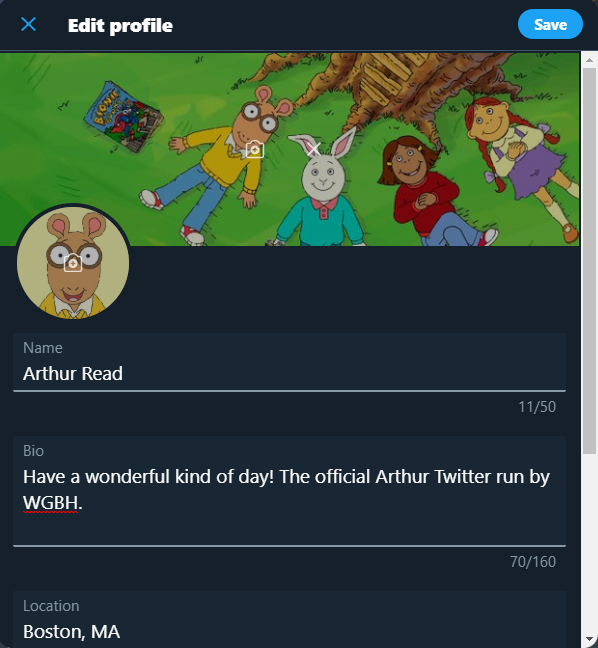 Edit profile
Save
BIONIC
Name
Arthur Read
11/50
Bio
Have a wonderful kind of day! The official Arthur Twitter run by
WGBH.
70/160
Location
Boston, MA